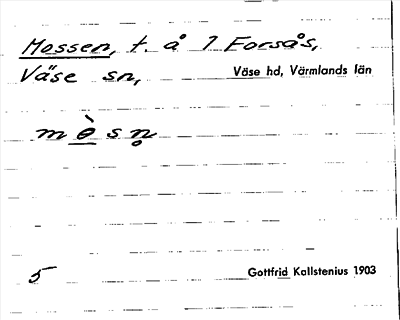 Mossen, t. å 1 Forsås,
Väse sn, Väse hd, Värmlands län
m ò̱ s n̥
5 Gottfrid Kallstenius 1903